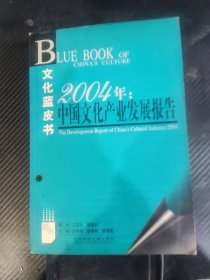 BLUE BOOK OF
CHINA'S CULTURE
文化蓝皮书
2004年：
中国文化产业发展报告
The Development Report of China's Cultural Industry (2004)